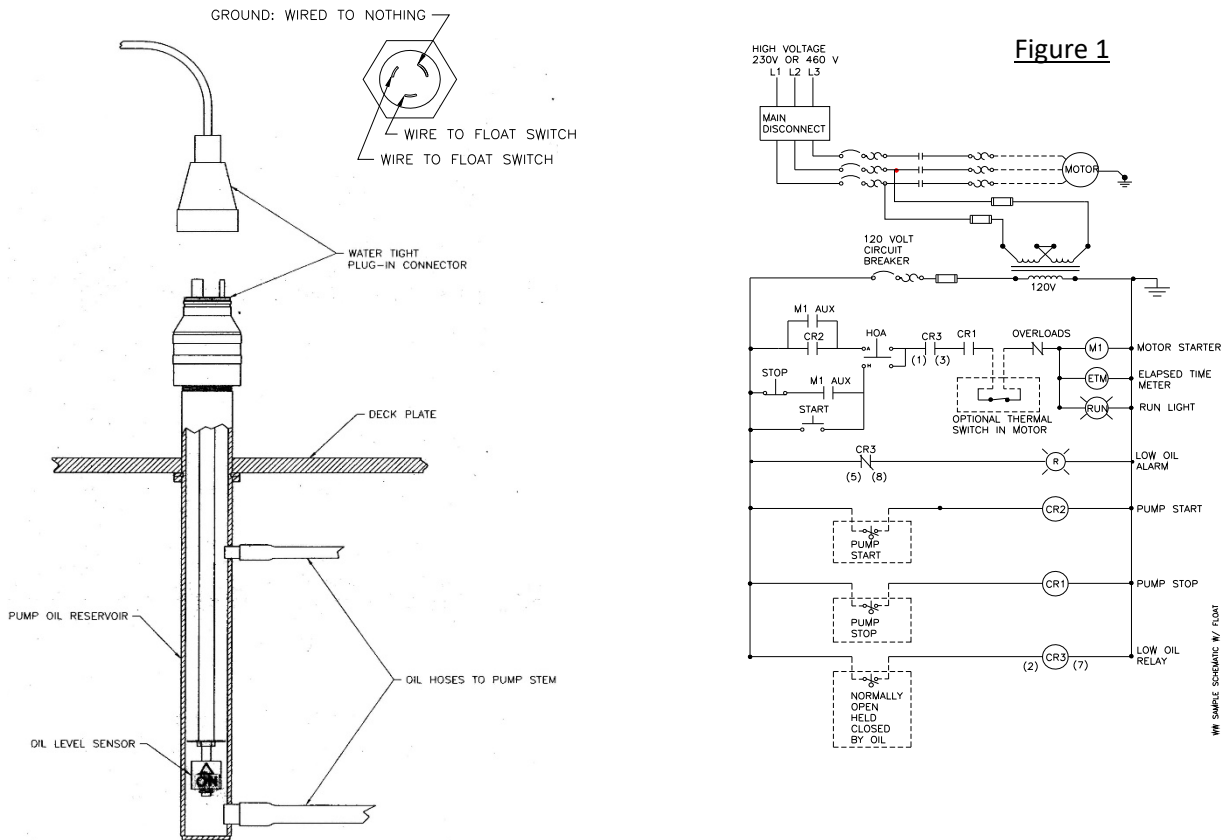 GROUND: WIRED TO NOTHING
WIRE TO FLOAT SWITCH
WIRE TO FLOAT SWITCH
WATER TIGHT
PLUG-IN CONNECTOR
DECK PLATE
PUMP OIL RESERVOIR
OIL HOSES TO PUMP STEM
OIL LEVEL SENSOR
NO
Figure 1
HIGH VOLTAGE
230V OR 460 V
L1 L2 L3
MAIN
DISCONNECT
MOTOR
120 VOLT
CIRCUIT
BREAKER
120V
M1 AUX
CR2
HOA
A
H
CR3
(1) (3)
CR1
OVERLOADS
M1
MOTOR STARTER
STOP
M1 AUX
START
ETM
ELAPSED TIME
METER
OPTIONAL THERMAL
SWITCH IN MOTOR
RUN
RUN LIGHT
CR3
(5) (8)
R
LOW OIL
ALARM
PUMP
START
CR2
PUMP START
PUMP
STOP
CR1
PUMP STOP
NORMALLY
OPEN
HELD
CLOSED
BY OIL
(2) CR3 (7)
LOW OIL
RELAY
WW SAMPLE SCHEMATIC W/ FLOAT